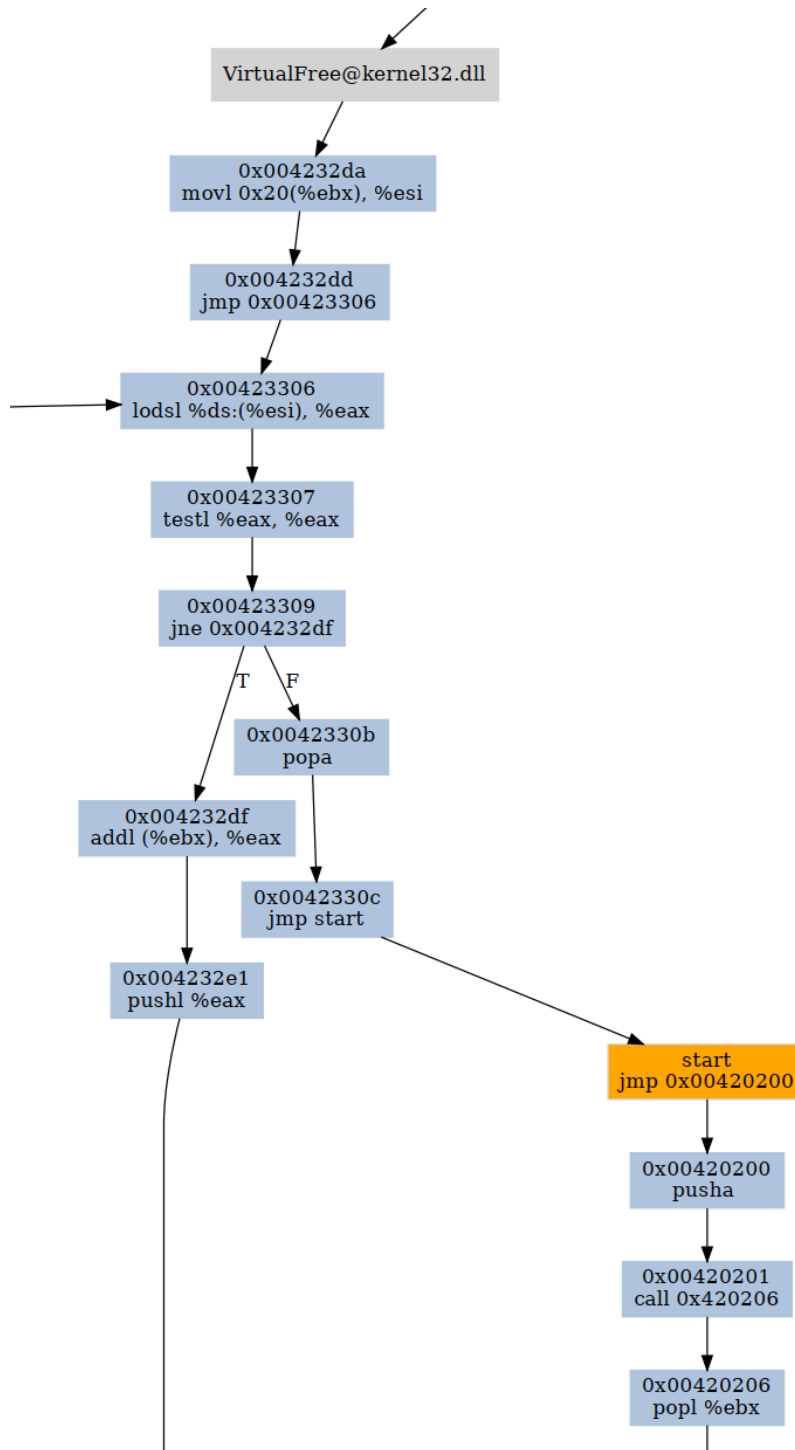 VirtualFree@kernel32.dll
0x004232da
movl 0x20(%ebx), %esi
0x004232dd
jmp 0x00423306
0x00423306
lodsl %ds:(%esi), %eax
0x00423307
testl %eax, %eax
0x00423309
jne 0x004232df
T
F
0x0042330b
popa
0x004232df
addl (%ebx), %eax
0x0042330c
jmp start
0x004232e1
pushl %eax
start
jmp 0x00420200
0x00420200
pusha
0x00420201
call 0x420206
0x00420206
popl %ebx